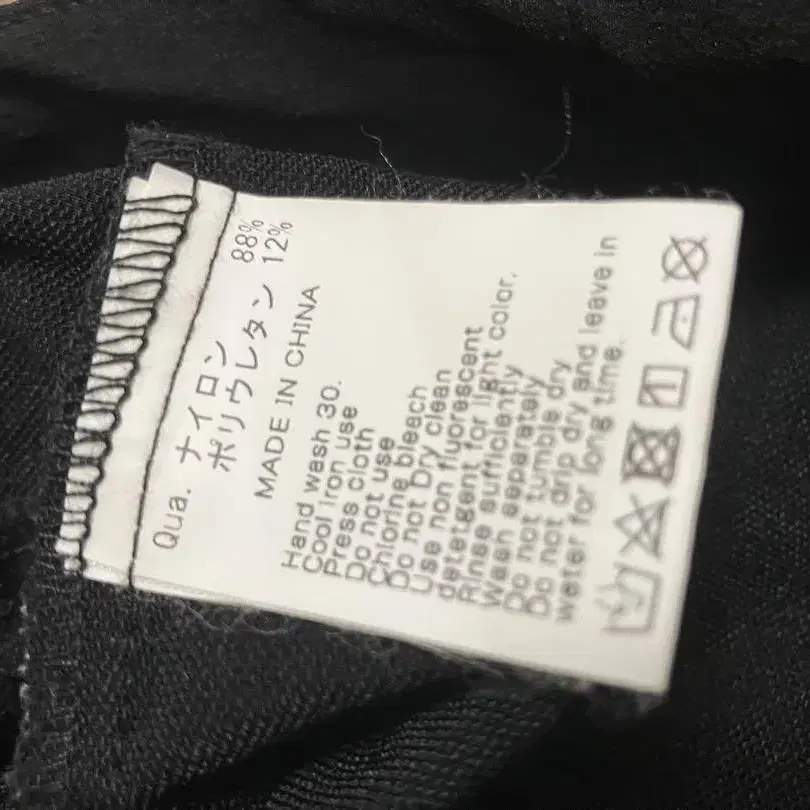 Qua. ナイロン 88%
ポリウレタン 12%
MADE IN CHINA
Hand wash 30.
Cool iron use
Press cloth
Do not use
Chlorine bleach
Do not Dry clean
Use non fluorescent
detetgent for light color.
Rinse sufficiently
Wash separately
Do not tumble dry
Do not drip dry and leave in
weter for long time.